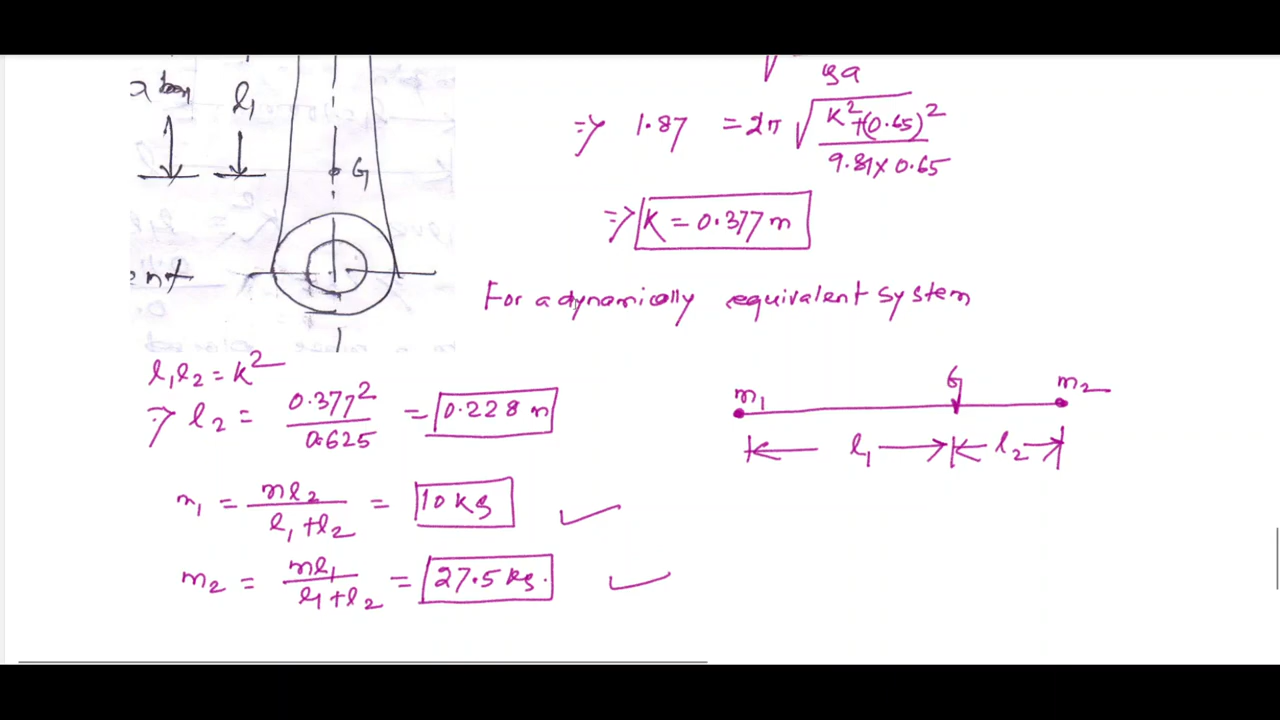 ga
l₁
⇒ 1.87 = 2π √((K²+(0.65)²)/(9.81×0.65))
G
⇒ K = 0.377 m
ent
For a dynamically equivalent system
l₁l₂ = K²
⇒ l₂ = 0.377²/0.625 = 0.228 m
m₁ G m₂
l₁ l₂
m₁ = ml₂/(l₁+l₂) = 10 kg
m₂ = ml₁/(l₁+l₂) = 27.5 kg.